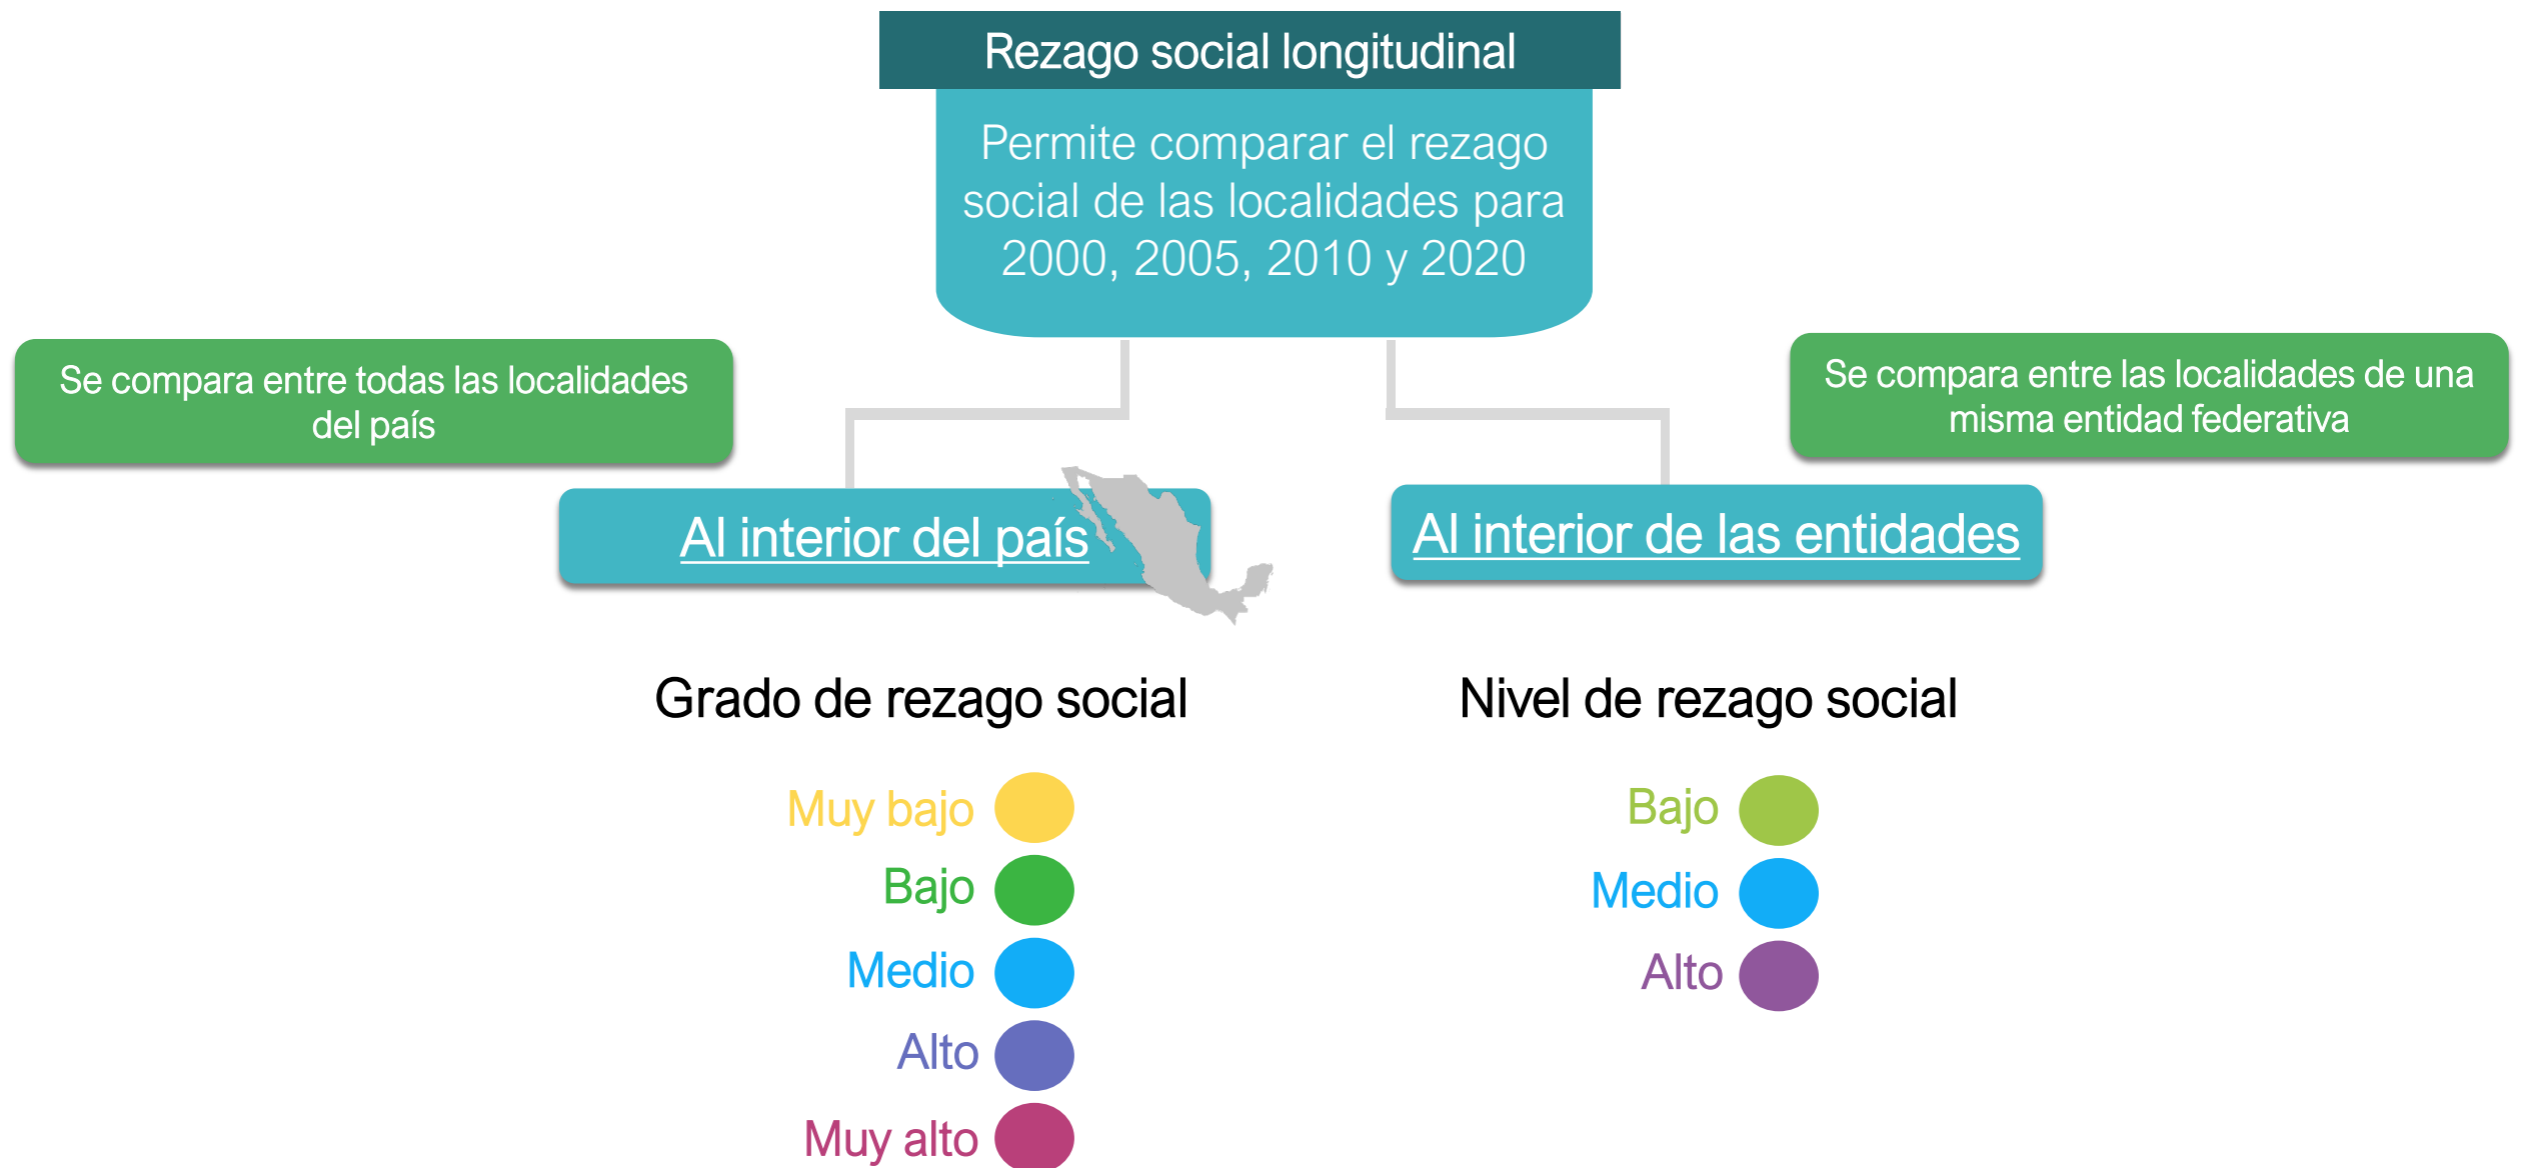 Rezago social longitudinal
Permite comparar el rezago
social de las localidades para
2000, 2005, 2010 y 2020
Se compara entre todas las localidades
del país
Se compara entre las localidades de una
misma entidad federativa
Al interior del país
Al interior de las entidades
Grado de rezago social
Muy bajo
Bajo
Medio
Alto
Muy alto
Nivel de rezago social
Bajo
Medio
Alto